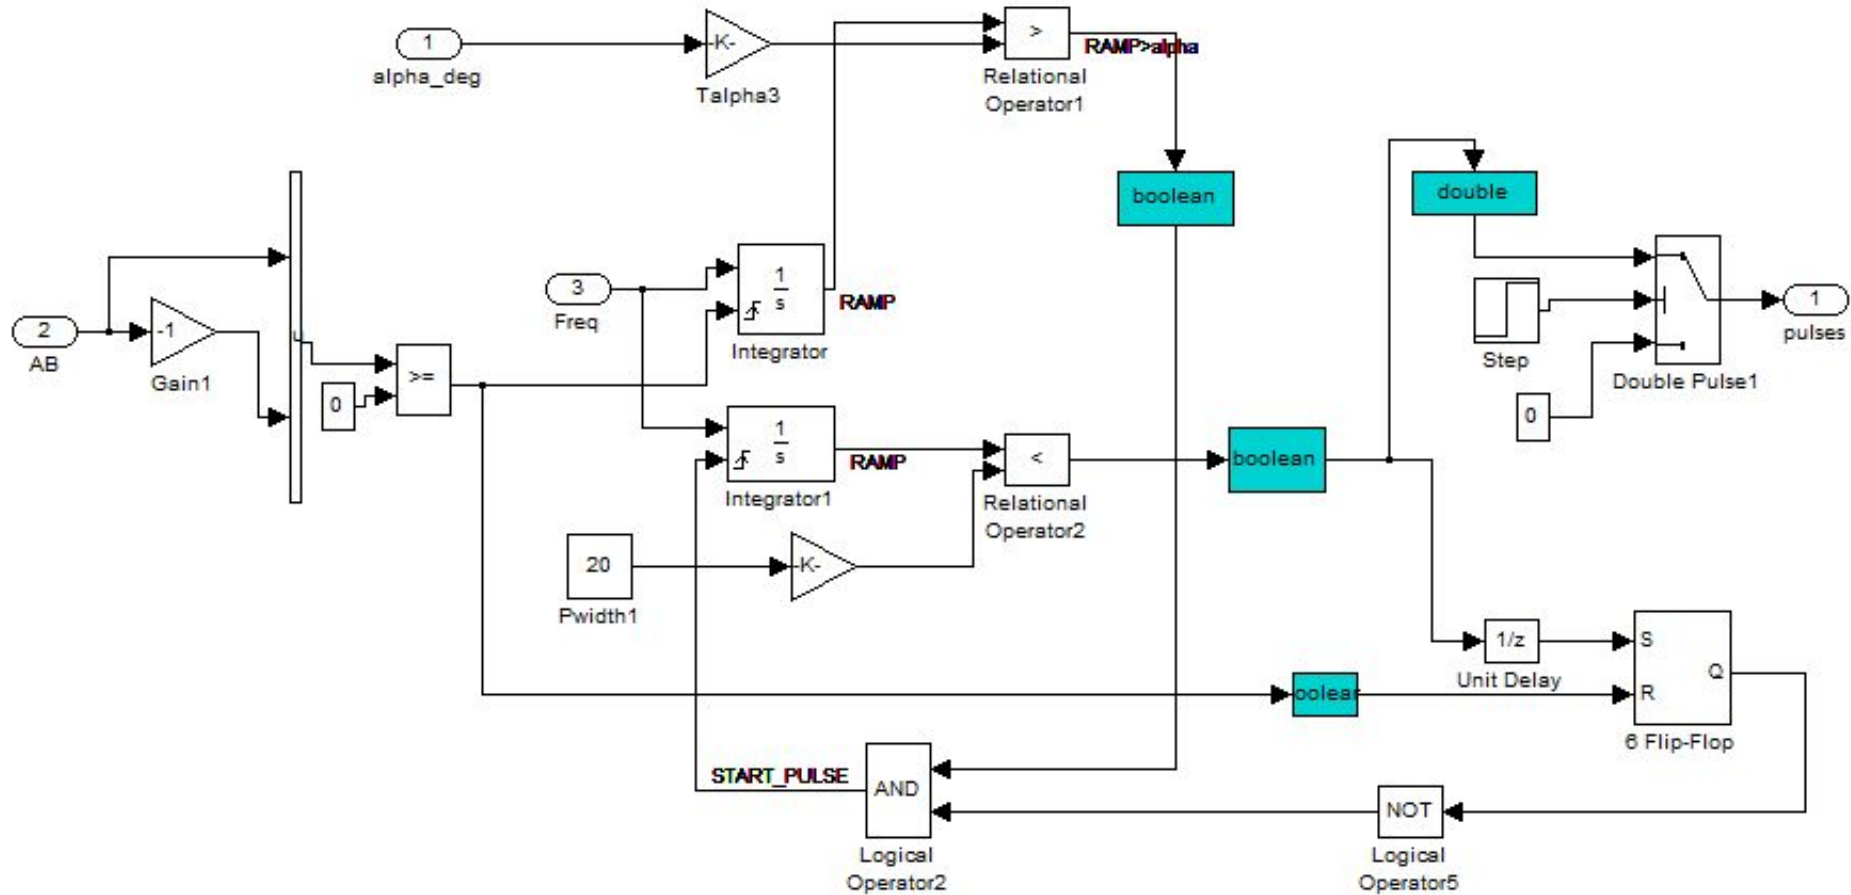 1
alpha_deg
-K-
Talpha3
>
Relational
Operator1
RAMP>alpha
boolean
double
2
AB
-1
Gain1
u
0
>=
3
Freq
1
s
Integrator
RAMP
1
s
Integrator1
RAMP
<
Relational
Operator2
boolean
Step
0
Double Pulse1
1
pulses
20
Pwidth1
-K-
1/z
Unit Delay
oolear
S
R
Q
6 Flip-Flop
START_PULSE
AND
Logical
Operator2
NOT
Logical
Operator5